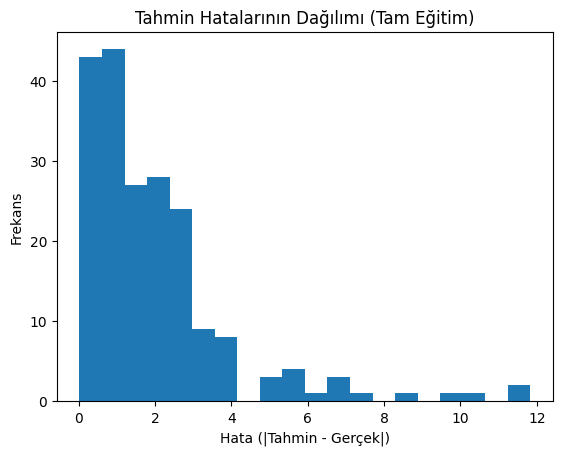 Tahmin Hatalarının Dağılımı (Tam Eğitim)
Frekans
40
30
20
10
0
0 2 4 6 8 10 12
Hata (|Tahmin - Gerçek|)